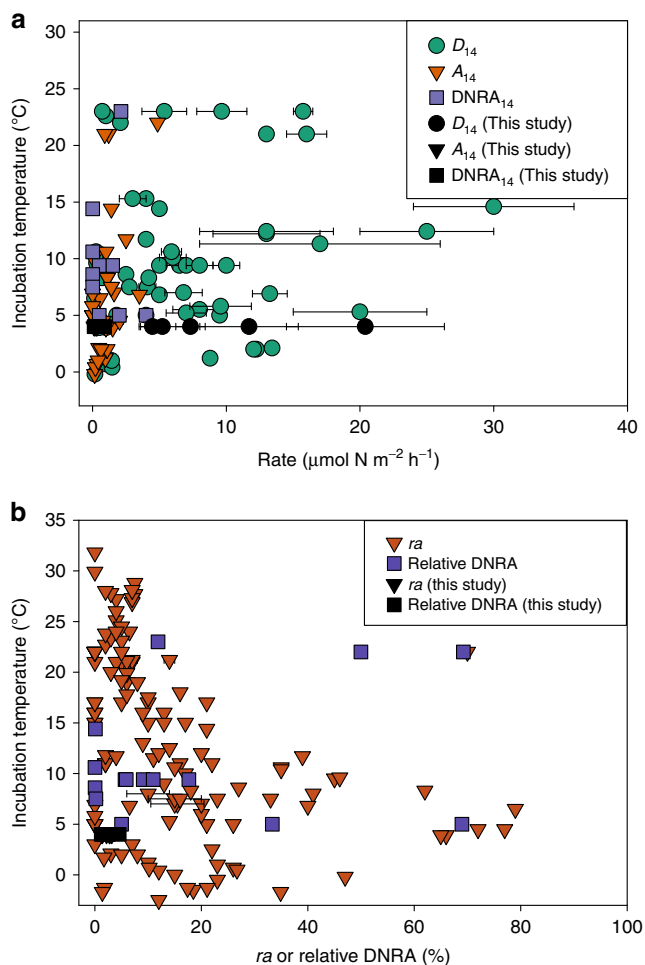 a
30
25
20
15
10
5
0
Incubation temperature (°C)
D14
A14
DNRA14
D14 (This study)
A14 (This study)
DNRA14 (This study)
0 10 20 30 40
Rate (μmol N m−2 h−1)
b
35
30
25
20
15
10
5
0
Incubation temperature (°C)
ra
Relative DNRA
ra (this study)
Relative DNRA (this study)
0 20 40 60 80 100
ra or relative DNRA (%)